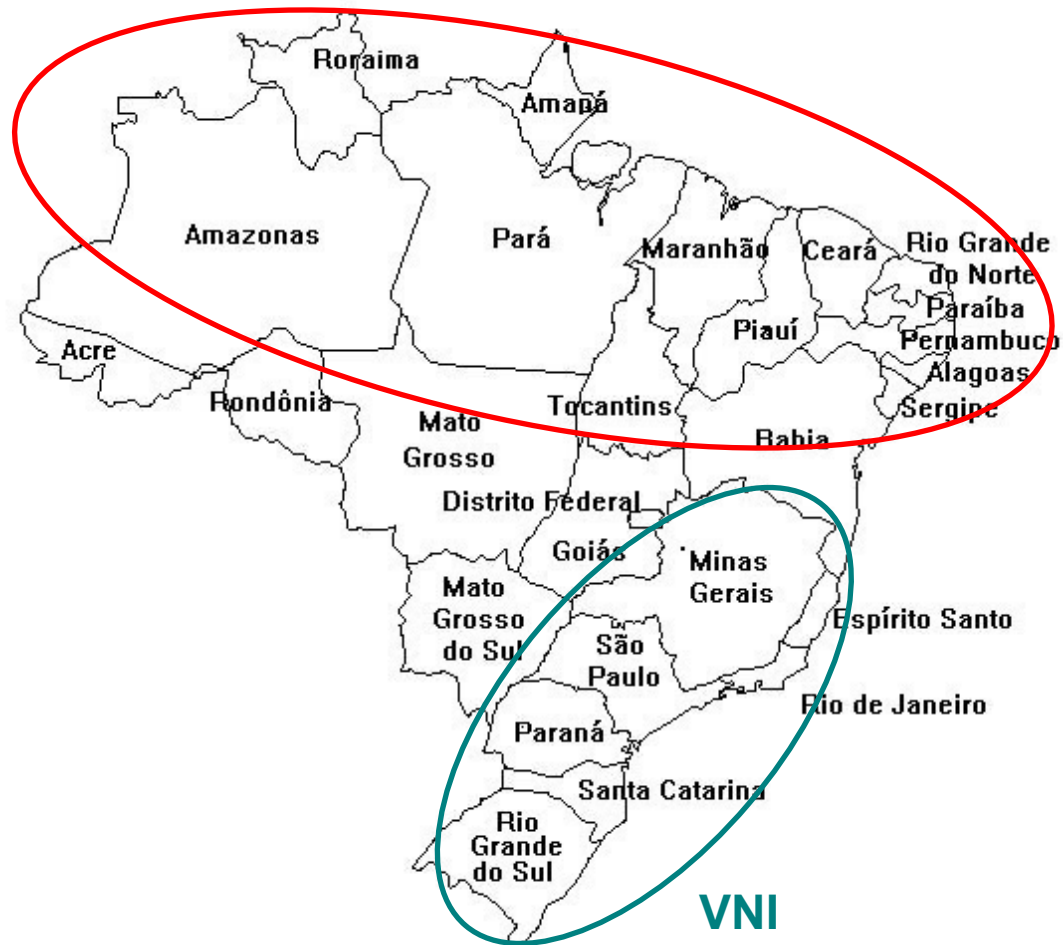 Roraima
Amapá
Amazonas
Pará
Maranhão
Ceará
Rio Grande
do Norte
Paraíba
Piauí
Pernambuco
Acre
Alagoas
Rondônia
Tocantins
Sergipe
Mato
Grosso
Bahia
Distrito Federal
Goiás
Minas
Gerais
Mato
Grosso
do Sul
Espírito Santo
São
Paulo
Rio de Janeiro
Paraná
Santa Catarina
Rio
Grande
do Sul
VNI